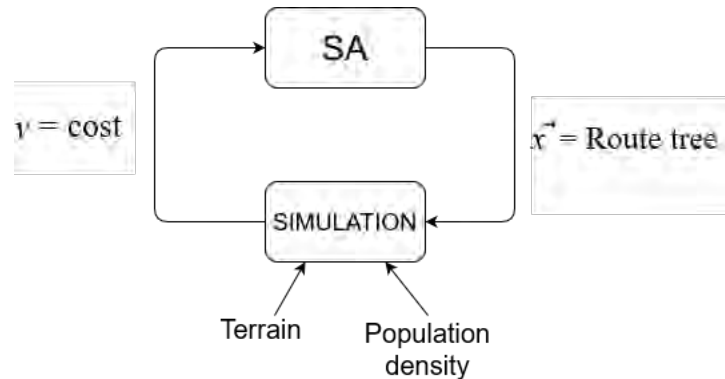 SA
y = cost
x⃗ = Route tree
SIMULATION
Terrain
Population
density